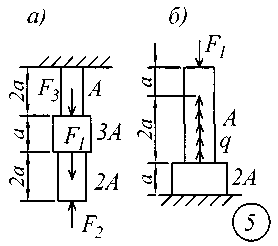 а) б)
2a F₃ A
a F₁ 3A
2a 2A
F₂
F₁
a
2a A
q
a 2A
5